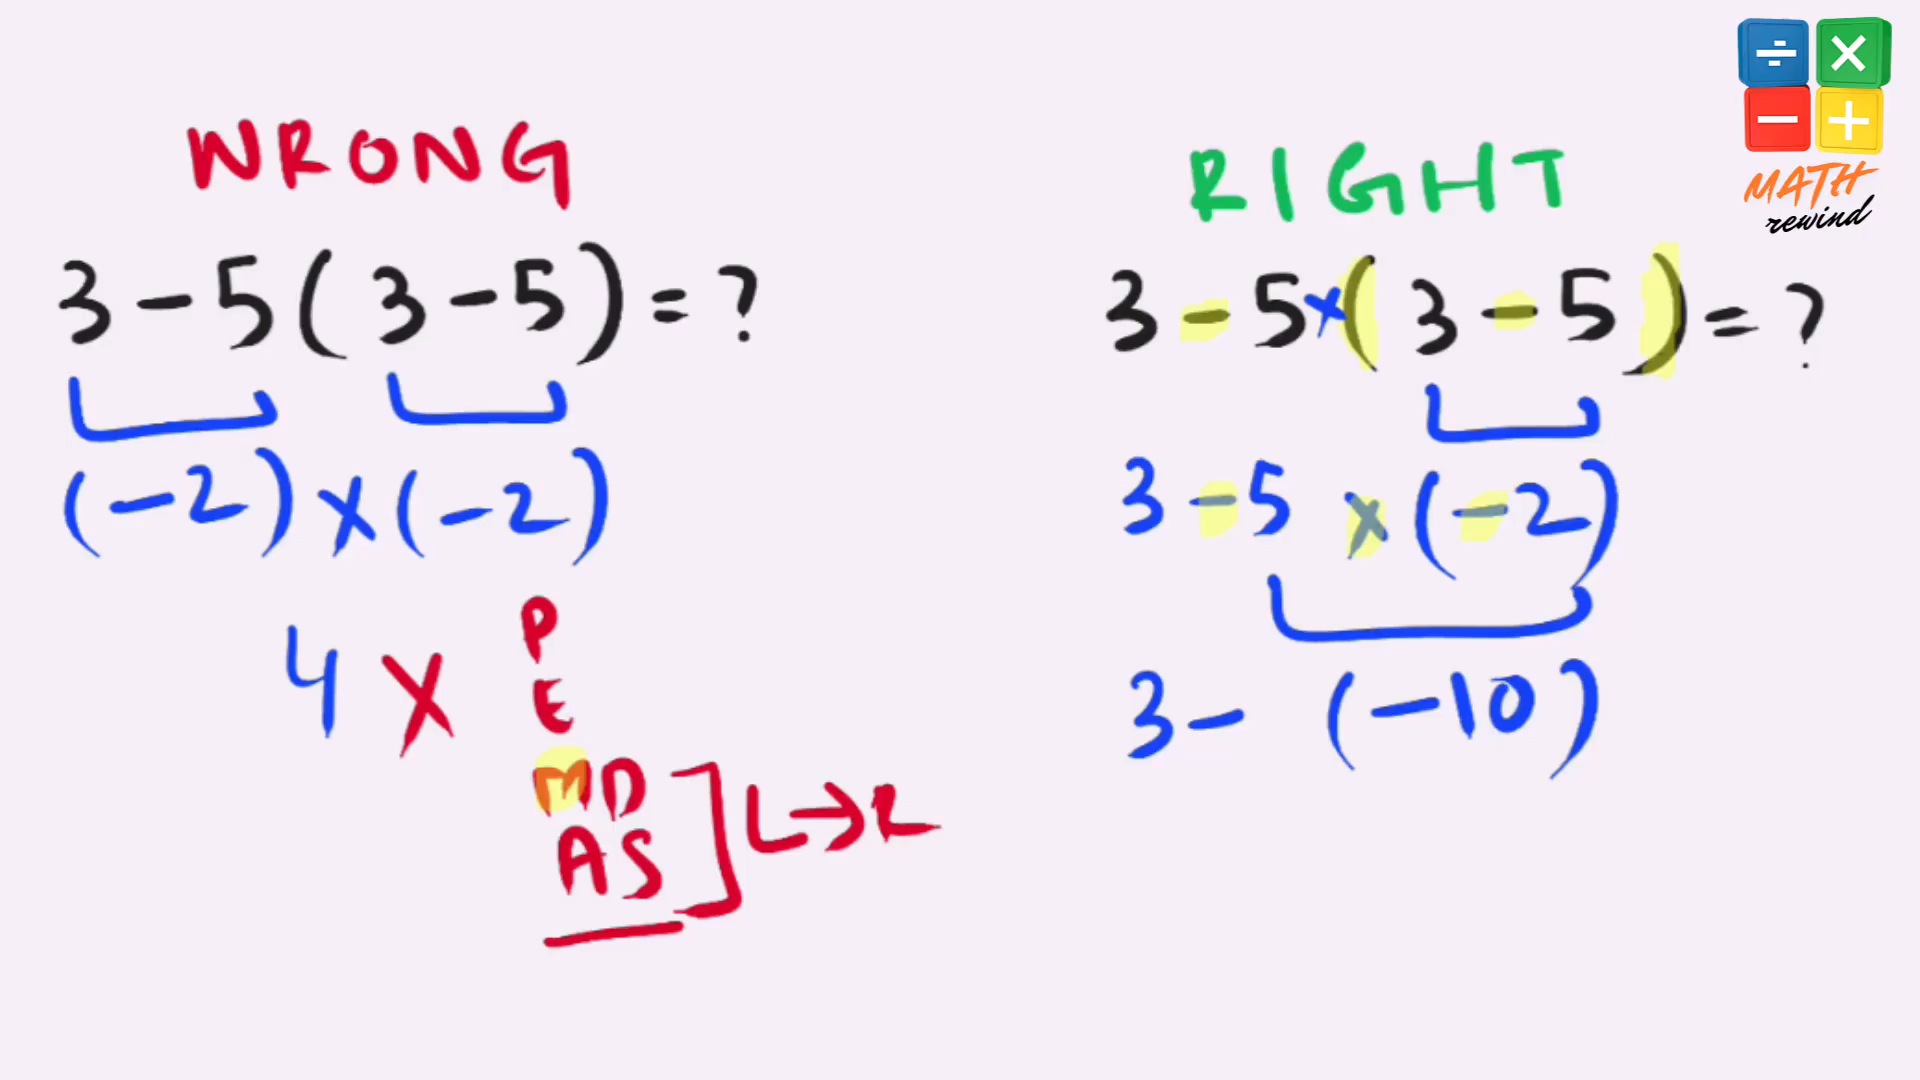 WRONG
3 - 5 ( 3 - 5 ) = ?
(-2) × (-2)
4 X
P
E
MD
AS
L → R
RIGHT
3 - 5 × ( 3 - 5 ) = ?
3 - 5 × (-2)
3 - (-10)
÷ ×
− +
MATH
rewind